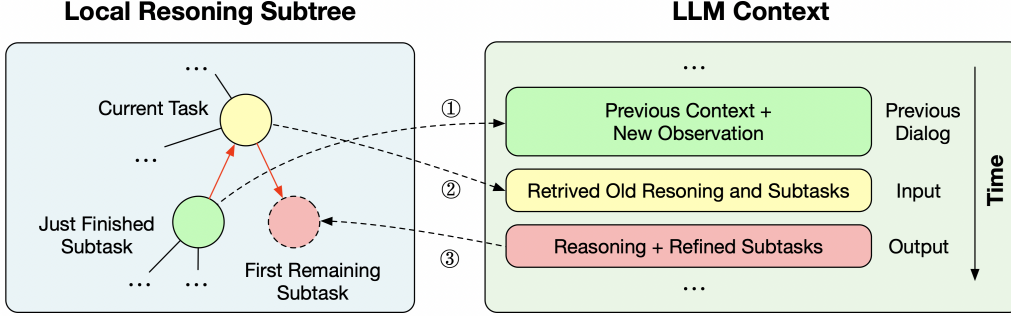 Local Resoning Subtree
LLM Context
...
Current Task
...
Just Finished
Subtask
...
...
First Remaining
Subtask
①
②
③
...
Previous Context +
New Observation
Previous
Dialog
Retrived Old Resoning and Subtasks
Input
Reasoning + Refined Subtasks
Output
...
Time